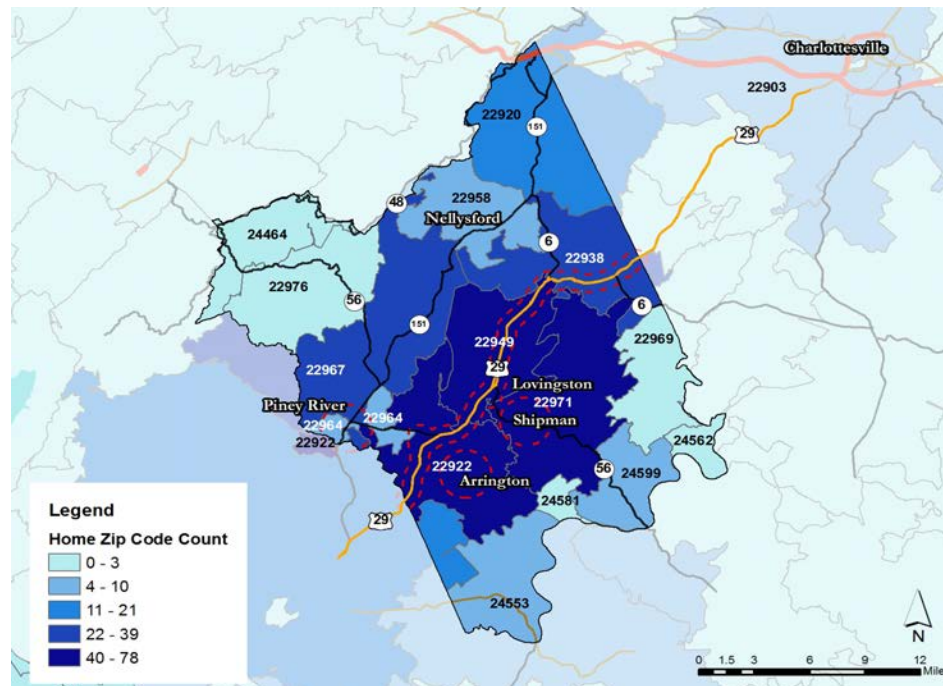 Charlottesville
22903
29
22920
151
48
22958
Nellysford
24464
6
22938
22976
56
6
151
22949
22969
22967
29
Lovingston
Piney River
22971
22964
Shipman
22964
22922
24562
22922
56
24599
Arrington
24581
29
24553
Legend
Home Zip Code Count
0 - 3
4 - 10
11 - 21
22 - 39
40 - 78
N
0 1.5 3 6 9 12
Mile